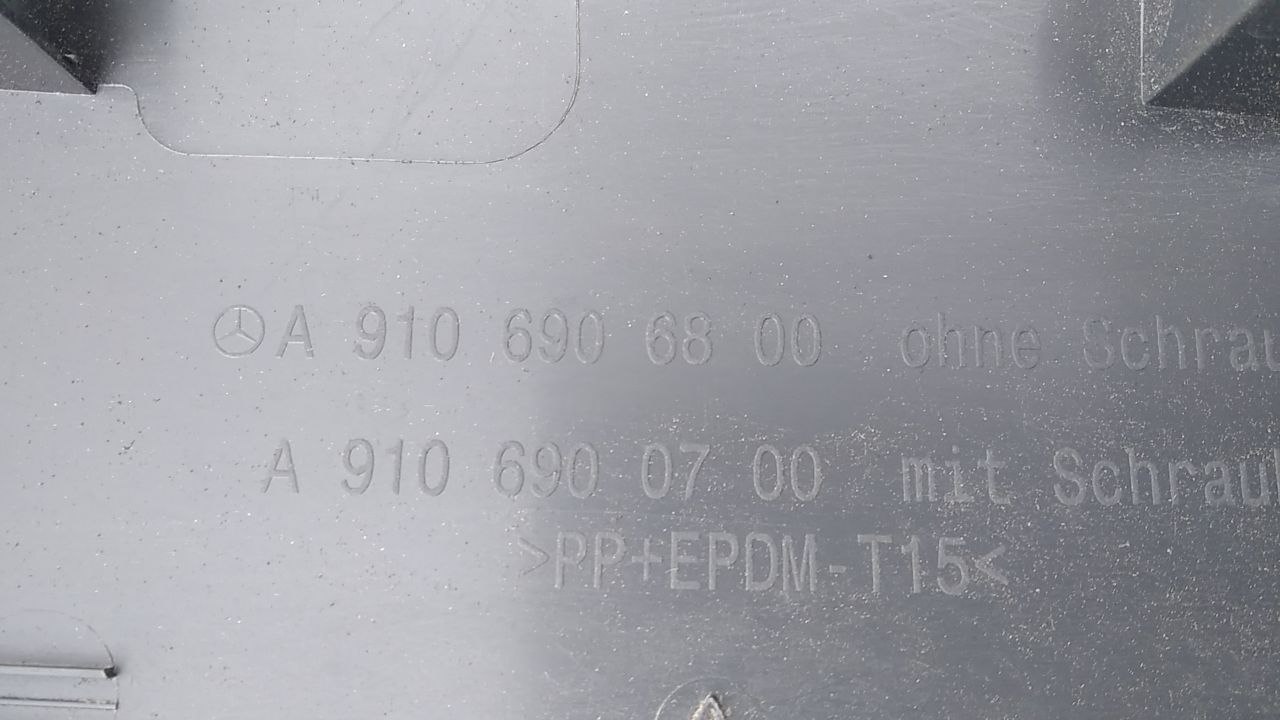 A 910 690 68 00 ohne Schrau
A 910 690 07 00 mit Schrau
>PP+EPDM-T15<